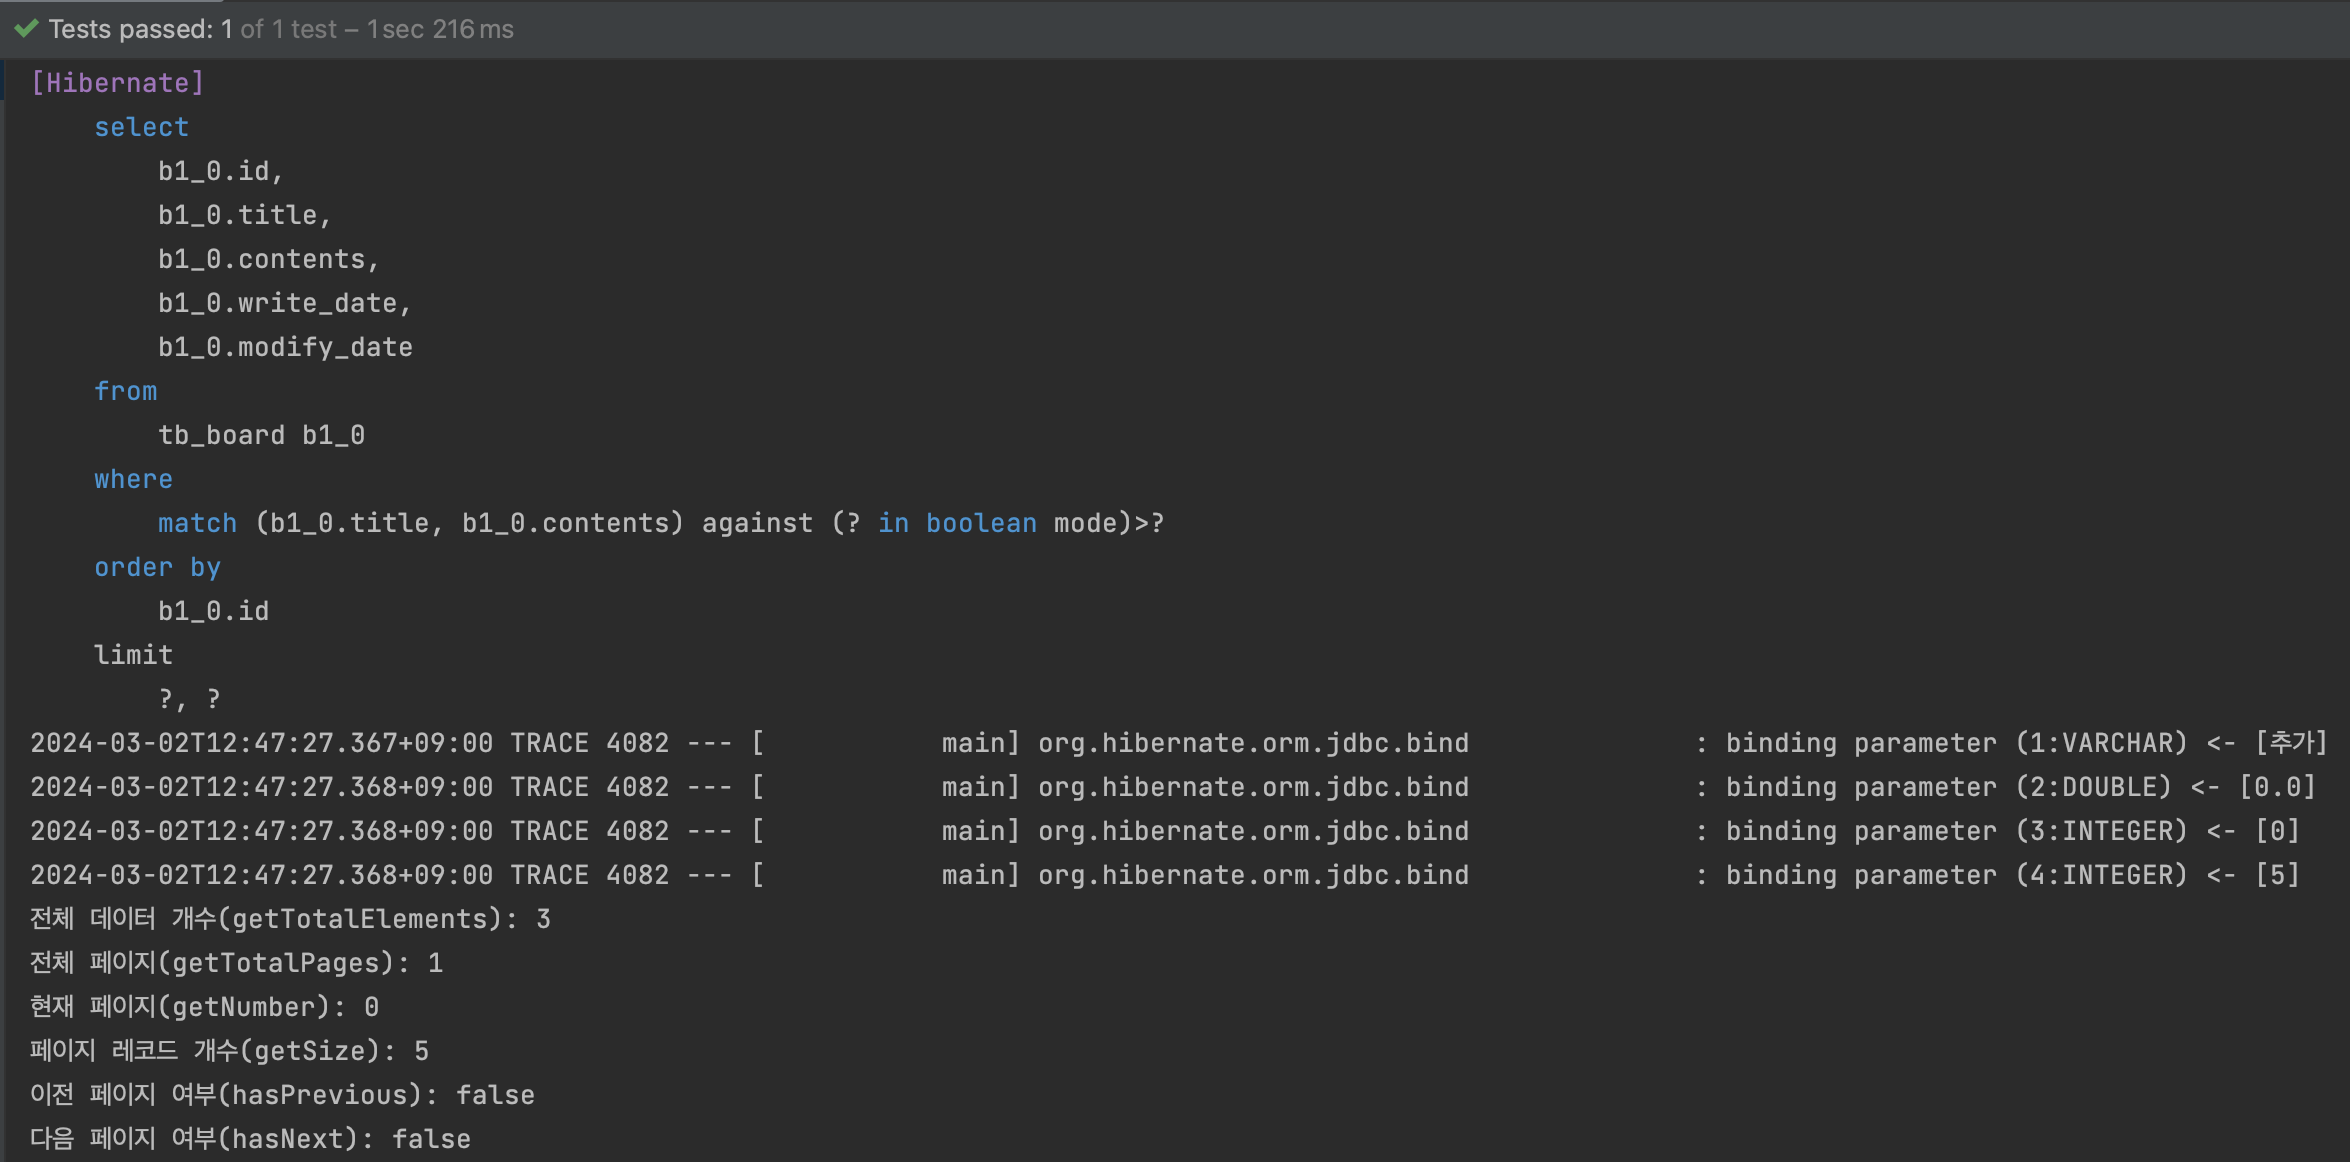 Tests passed: 1 of 1 test – 1 sec 216 ms
[Hibernate]
    select
        b1_0.id,
        b1_0.title,
        b1_0.contents,
        b1_0.write_date,
        b1_0.modify_date
    from
        tb_board b1_0
    where
        match (b1_0.title, b1_0.contents) against (? in boolean mode)>?
    order by
        b1_0.id
    limit
        ?, ?
2024-03-02T12:47:27.367+09:00 TRACE 4082 --- [           main] org.hibernate.orm.jdbc.bind              : binding parameter (1:VARCHAR) <- [추가]
2024-03-02T12:47:27.368+09:00 TRACE 4082 --- [           main] org.hibernate.orm.jdbc.bind              : binding parameter (2:DOUBLE) <- [0.0]
2024-03-02T12:47:27.368+09:00 TRACE 4082 --- [           main] org.hibernate.orm.jdbc.bind              : binding parameter (3:INTEGER) <- [0]
2024-03-02T12:47:27.368+09:00 TRACE 4082 --- [           main] org.hibernate.orm.jdbc.bind              : binding parameter (4:INTEGER) <- [5]
전체 데이터 개수(getTotalElements): 3
전체 페이지(getTotalPages): 1
현재 페이지(getNumber): 0
페이지 레코드 개수(getSize): 5
이전 페이지 여부(hasPrevious): false
다음 페이지 여부(hasNext): false